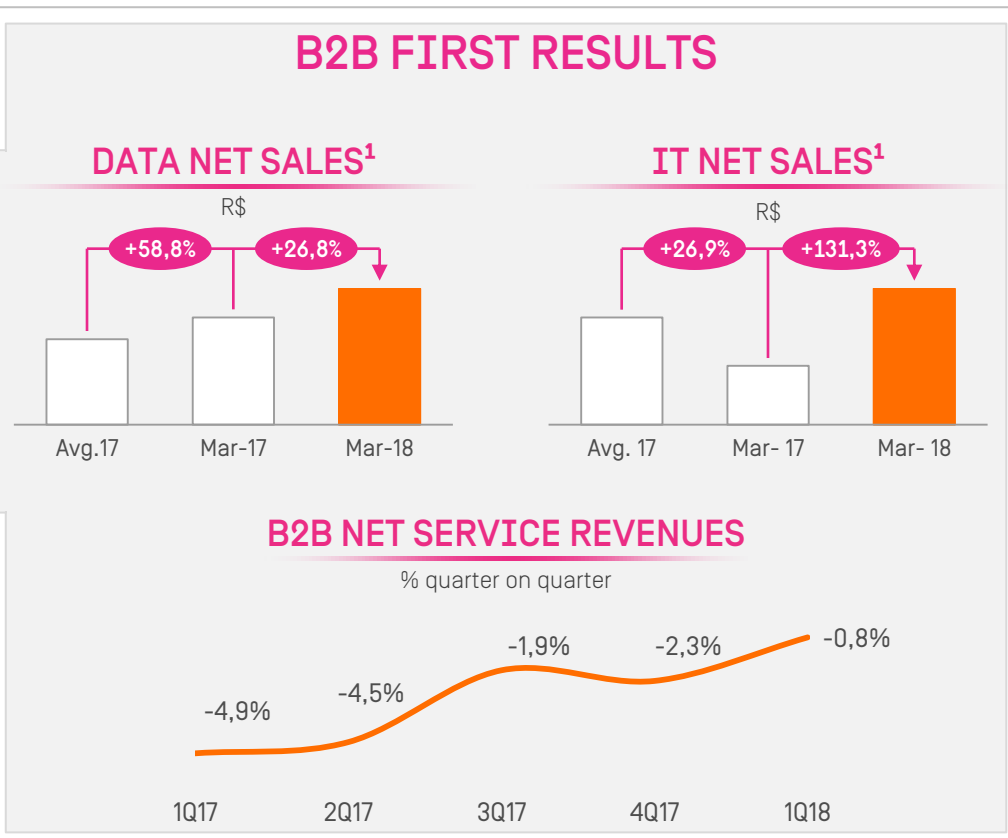 B2B FIRST RESULTS
DATA NET SALES¹
R$
+58,8%
+26,8%
Avg.17
Mar-17
Mar-18
IT NET SALES¹
R$
+26,9%
+131,3%
Avg. 17
Mar- 17
Mar- 18
B2B NET SERVICE REVENUES
% quarter on quarter
-4,9%
-4,5%
-1,9%
-2,3%
-0,8%
1Q17
2Q17
3Q17
4Q17
1Q18